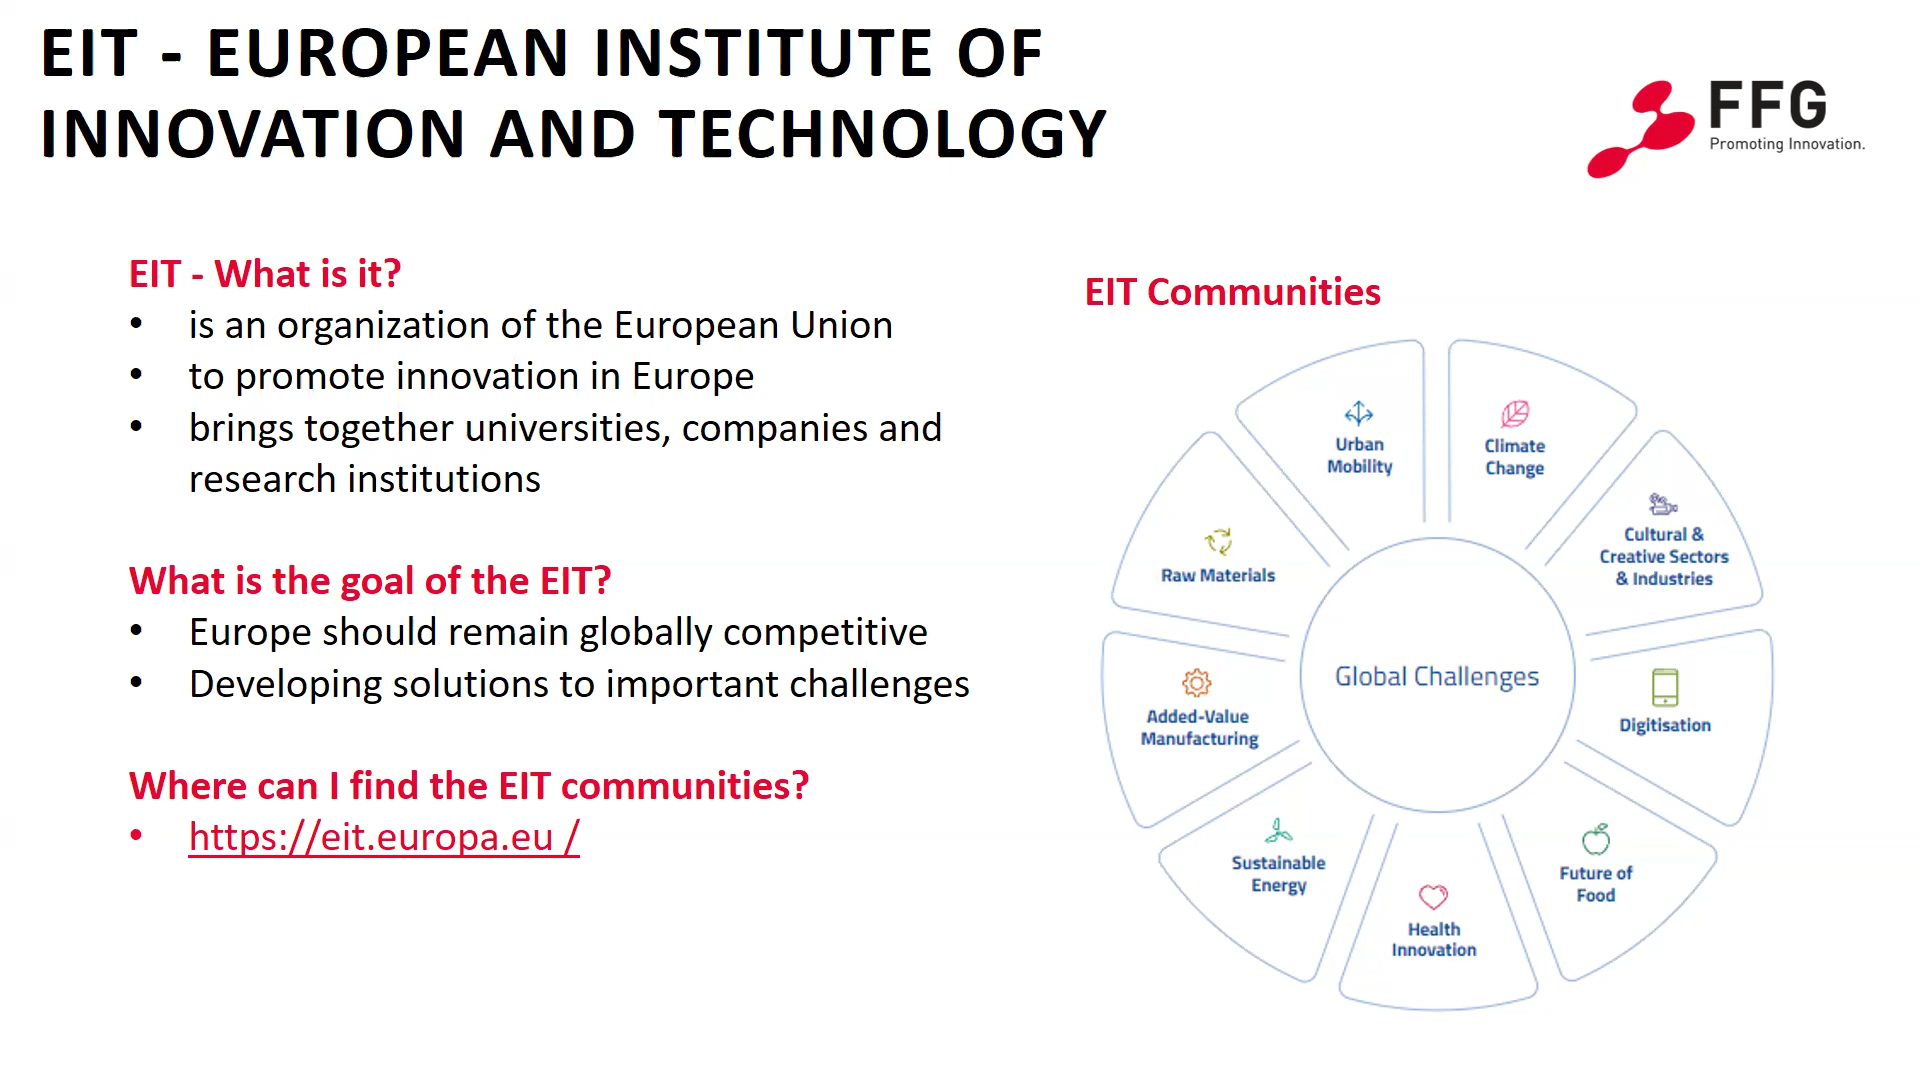 EIT - EUROPEAN INSTITUTE OF
INNOVATION AND TECHNOLOGY
FFG
Promoting Innovation.
EIT - What is it?
• is an organization of the European Union
• to promote innovation in Europe
• brings together universities, companies and
research institutions
What is the goal of the EIT?
• Europe should remain globally competitive
• Developing solutions to important challenges
Where can I find the EIT communities?
• https://eit.europa.eu /
EIT Communities
Urban
Mobility
Climate
Change
Cultural &
Creative Sectors
& Industries
Digitisation
Future of
Food
Health
Innovation
Sustainable
Energy
Added-Value
Manufacturing
Raw Materials
Global Challenges